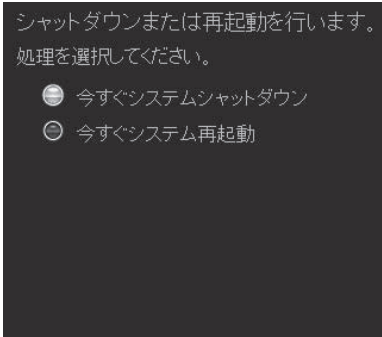 シャットダウンまたは再起動を行います。
処理を選択してください。
今すぐシステムシャットダウン
今すぐシステム再起動